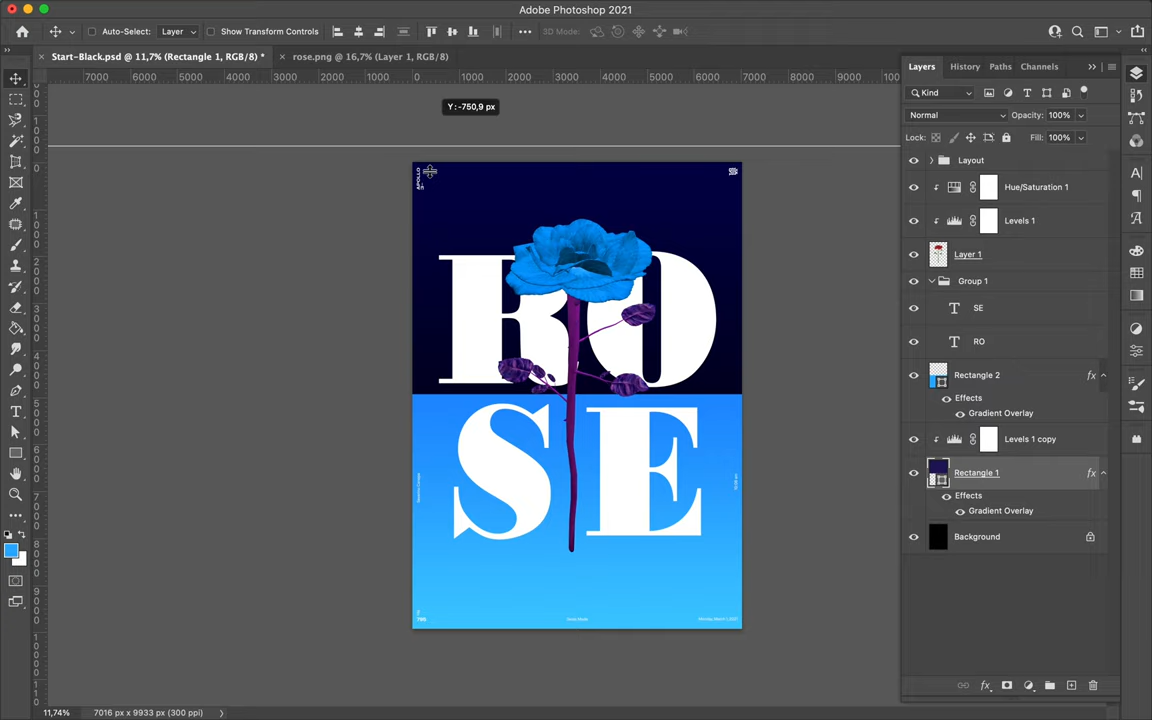 Adobe Photoshop 2021
Auto-Select: Layer Show Transform Controls ••• 3D Mode:
Start-Black.psd @ 11,7% (Rectangle 1, RGB/8) *
rose.png @ 16,7% (Layer 1, RGB/8)
7000 6000 5000 4000 3000 2000 1000 0 1000 2000 3000 4000 5000 6000 7000 8000 9000
Y: -750,9 px
APOLLO
RO
SE
Layers History Paths Channels
Kind
Normal Opacity: 100%
Lock: Fill: 100%
Layout
Hue/Saturation 1
Levels 1
Layer 1
Group 1
T SE
T RO
Rectangle 2 fx
Effects
Gradient Overlay
Levels 1 copy
Rectangle 1 fx
Effects
Gradient Overlay
Background
11,74% 7016 px x 9933 px (300 ppi)